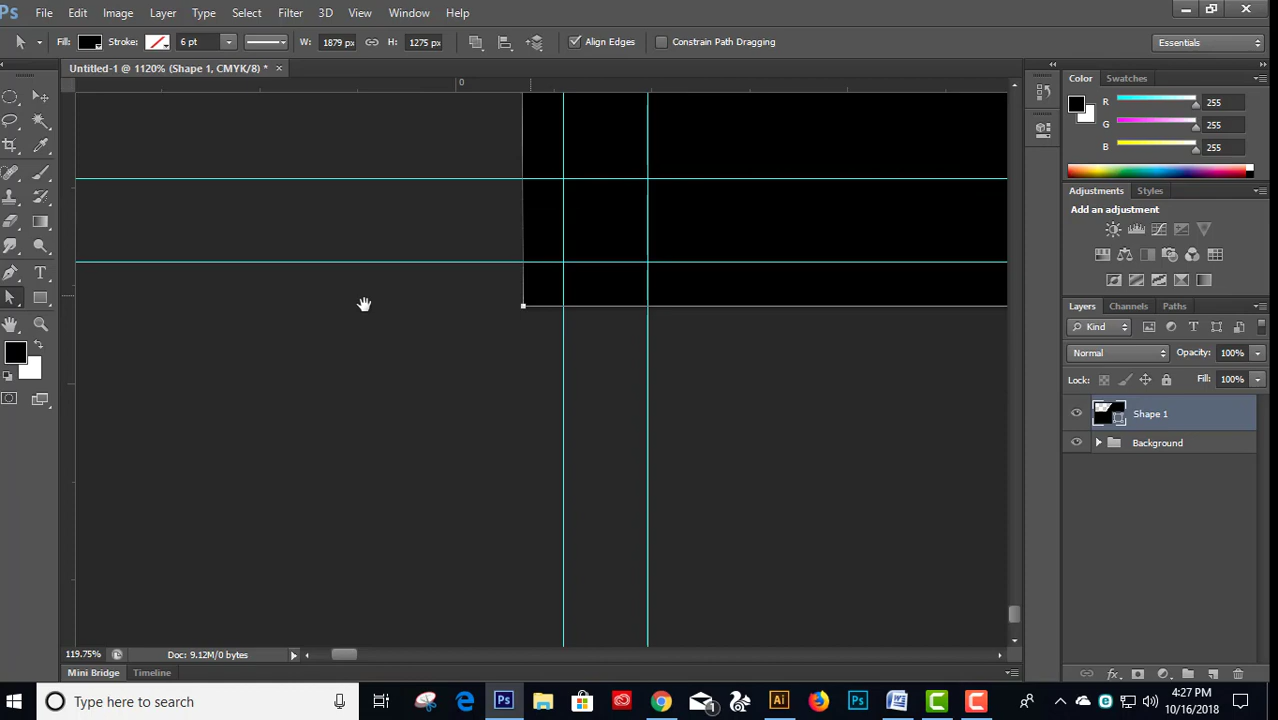 Ps File Edit Image Layer Type Select Filter 3D View Window Help
Fill: Stroke: 6 pt W: 1879 px H: 1275 px Align Edges Constrain Path Dragging Essentials
Untitled-1 @ 1120% (Shape 1, CMYK/8) * ×
0
Color Swatches
R 255
G 255
B 255
Adjustments Styles
Add an adjustment
Layers Channels Paths
Kind
Normal Opacity: 100%
Lock: Fill: 100%
Shape 1
Background
119.75% Doc: 9.12M/0 bytes
Mini Bridge Timeline
Type here to search
4:27 PM
10/16/2018